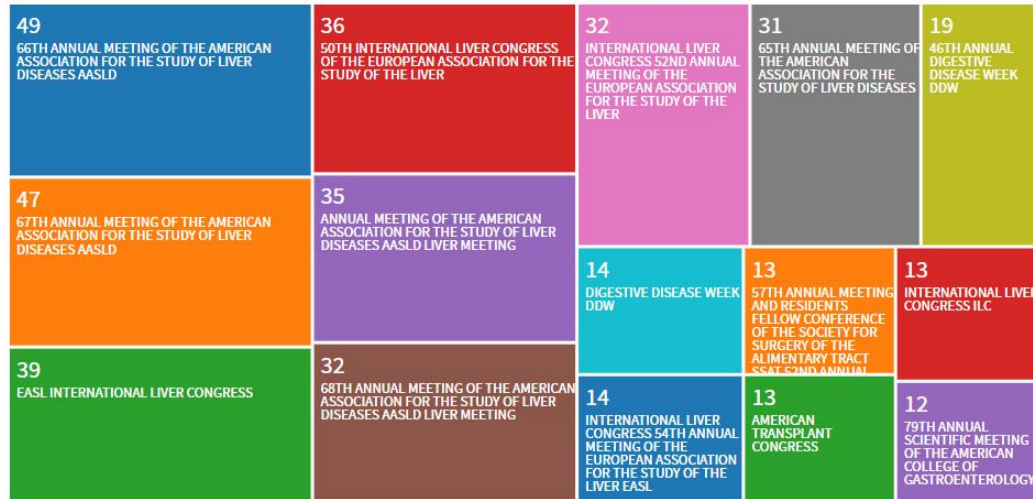 49
66TH ANNUAL MEETING OF THE AMERICAN
ASSOCIATION FOR THE STUDY OF LIVER
DISEASES AASLD
47
67TH ANNUAL MEETING OF THE AMERICAN
ASSOCIATION FOR THE STUDY OF LIVER
DISEASES AASLD
39
EASL INTERNATIONAL LIVER CONGRESS
36
50TH INTERNATIONAL LIVER CONGRESS
OF THE EUROPEAN ASSOCIATION FOR THE
STUDY OF THE LIVER
35
ANNUAL MEETING OF THE AMERICAN
ASSOCIATION FOR THE STUDY OF LIVER
DISEASES AASLD LIVER MEETING
32
68TH ANNUAL MEETING OF THE AMERICAN
ASSOCIATION FOR THE STUDY OF LIVER
DISEASES AASLD LIVER MEETING
32
INTERNATIONAL LIVER
CONGRESS 52ND ANNUAL
MEETING OF THE
EUROPEAN ASSOCIATION
FOR THE STUDY OF THE
LIVER
31
65TH ANNUAL MEETING OF
THE AMERICAN
ASSOCIATION FOR THE
STUDY OF LIVER DISEASES
19
46TH ANNUAL
DIGESTIVE
DISEASE WEEK
DDW
14
DIGESTIVE DISEASE WEEK
DDW
14
INTERNATIONAL LIVER
CONGRESS 54TH ANNUAL
MEETING OF THE
EUROPEAN ASSOCIATION
FOR THE STUDY OF THE
LIVER EASL
13
57TH ANNUAL MEETING
AND RESIDENTS
FELLOW CONFERENCE
OF THE SOCIETY FOR
SURGERY OF THE
ALIMENTARY TRACT
SSAT 52ND ANNUAL
13
AMERICAN
TRANSPLANT
CONGRESS
13
INTERNATIONAL LIVER
CONGRESS ILC
12
79TH ANNUAL
SCIENTIFIC MEETING
OF THE AMERICAN
COLLEGE OF
GASTROENTEROLOGY